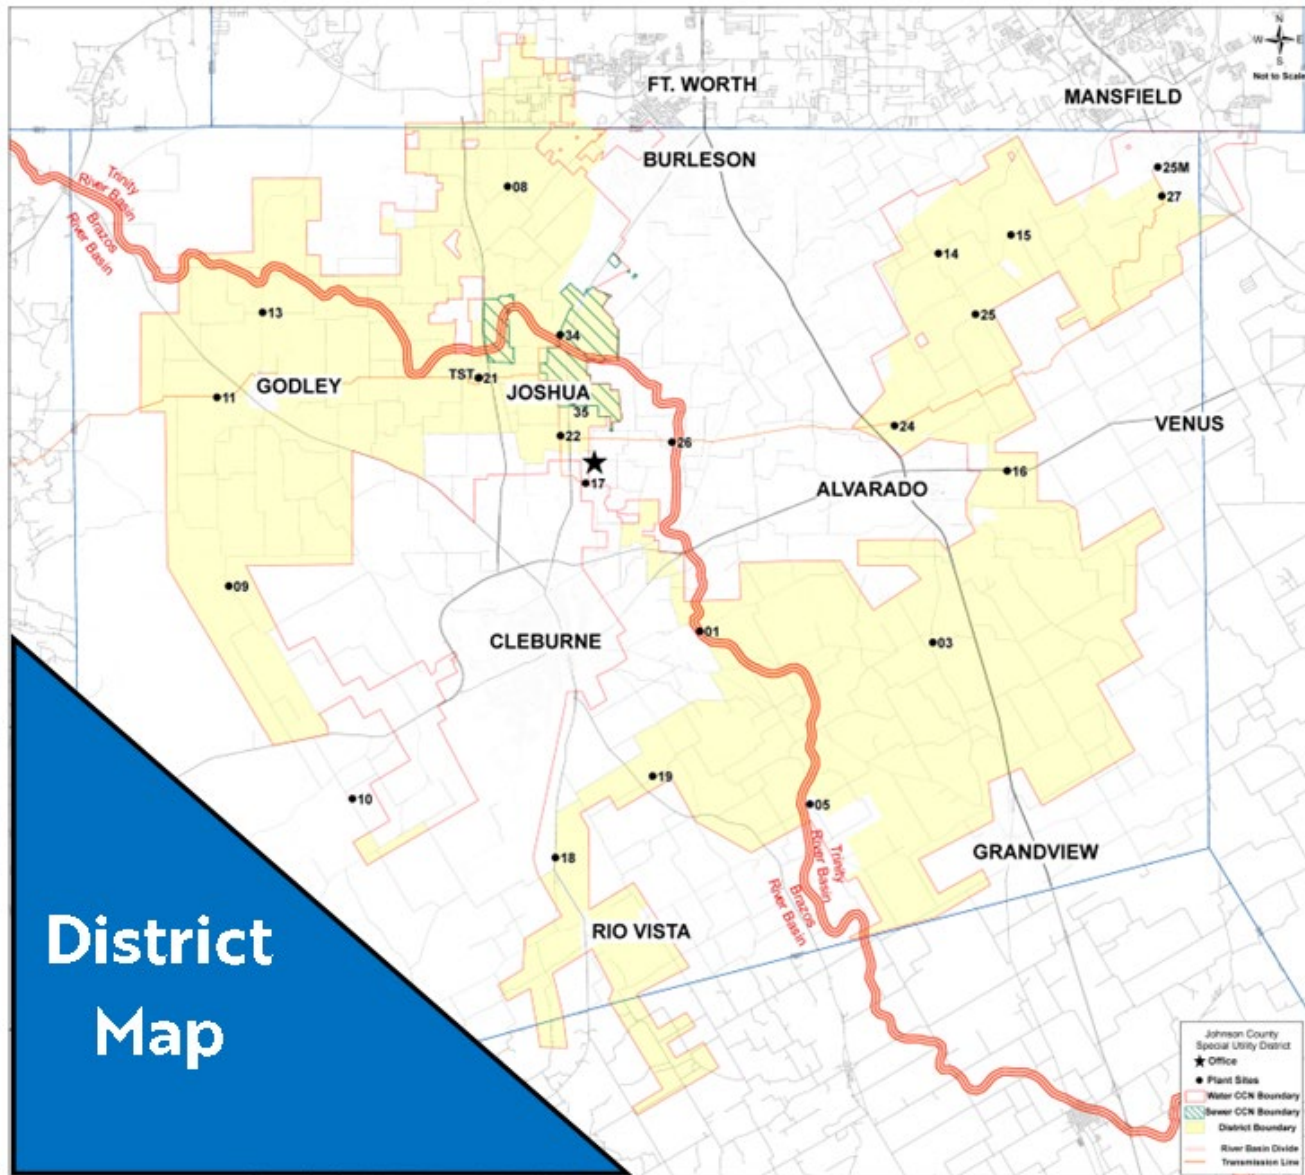 N
W E
S
Not to Scale
FT. WORTH
MANSFIELD
BURLESON
25M
27
08
15
14
Trinity
River Basin
Brazos
River Basin
13
25
34
TST
21
GODLEY
JOSHUA
11
35
24
VENUS
22
26
16
17
ALVARADO
09
01
CLEBURNE
03
19
10
05
18
Trinity
River Basin
Brazos
River Basin
GRANDVIEW
RIO VISTA
District
Map
Johnson County
Special Utility District
Office
Plant Sites
Water CCN Boundary
Sewer CCN Boundary
District Boundary
River Basin Divide
Transmission Line